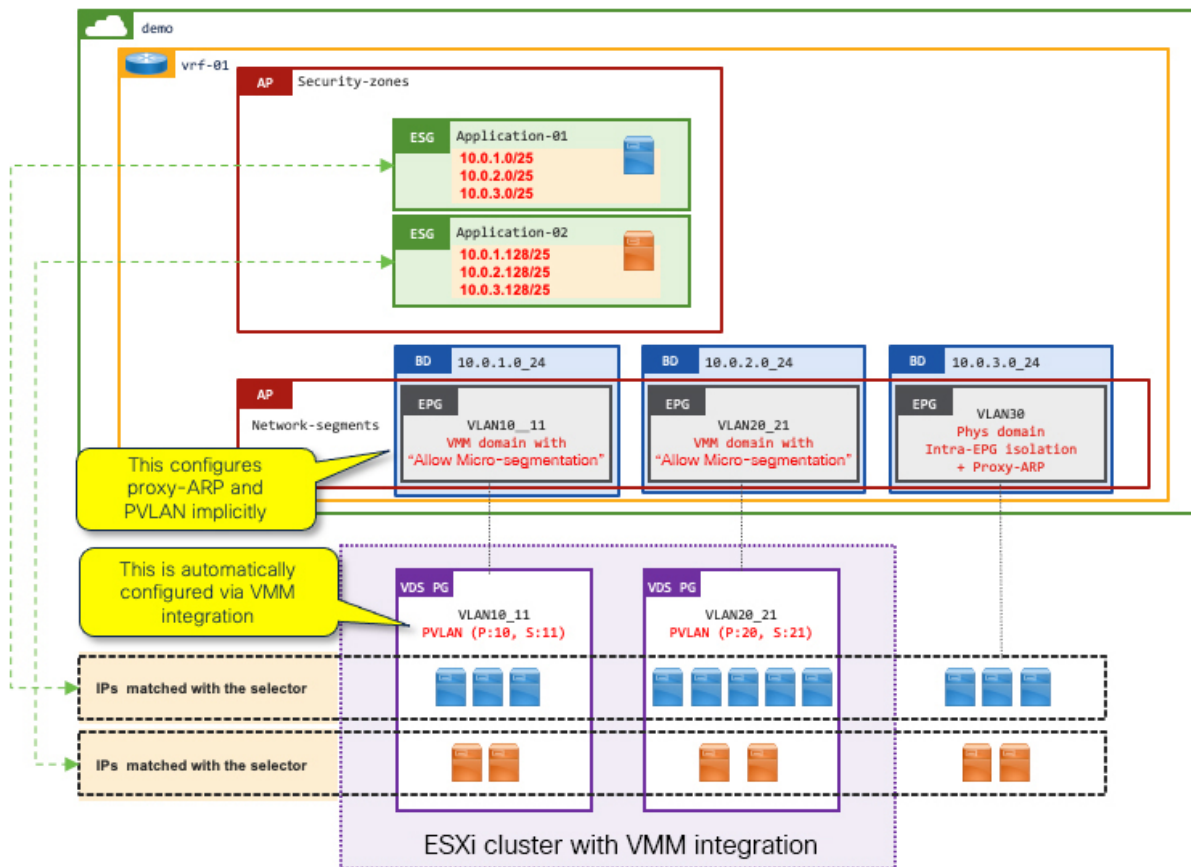 demo
vrf-01
AP Security-zones
ESG Application-01
10.0.1.0/25
10.0.2.0/25
10.0.3.0/25
ESG Application-02
10.0.1.128/25
10.0.2.128/25
10.0.3.128/25
BD 10.0.1.0_24
BD 10.0.2.0_24
BD 10.0.3.0_24
AP
Network-segments
EPG
VLAN10__11
VMM domain with
“Allow Micro-segmentation”
EPG
VLAN20_21
VMM domain with
“Allow Micro-segmentation”
EPG
VLAN30
Phys domain
Intra-EPG isolation
+ Proxy-ARP
This configures
proxy-ARP and
PVLAN implicitly
This is automatically
configured via VMM
integration
VDS PG
VLAN10_11
PVLAN (P:10, S:11)
VDS PG
VLAN20_21
PVLAN (P:20, S:21)
IPs matched with the selector
IPs matched with the selector
ESXi cluster with VMM integration